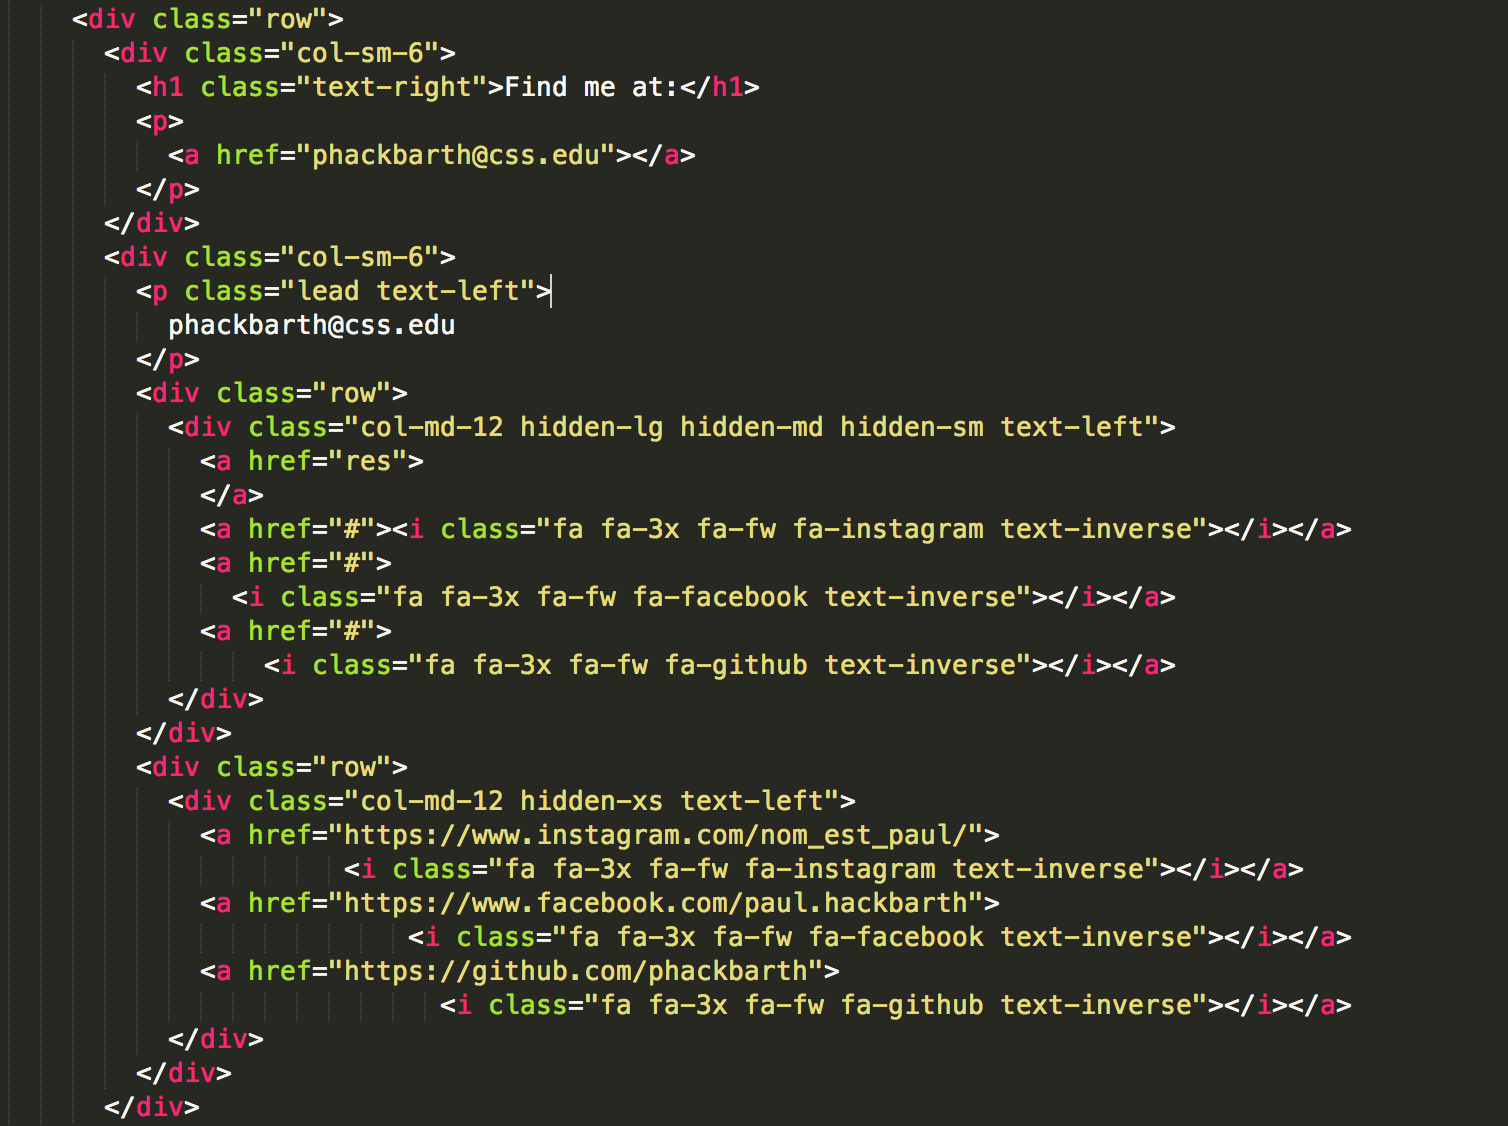 <div class="row">
<div class="col-sm-6">
<h1 class="text-right">Find me at:</h1>
<p>
<a href="phackbarth@css.edu"></a>
</p>
</div>
<div class="col-sm-6">
<p class="lead text-left">
phackbarth@css.edu
</p>
<div class="row">
<div class="col-md-12 hidden-lg hidden-md hidden-sm text-left">
<a href="res">
</a>
<a href="#"><i class="fa fa-3x fa-fw fa-instagram text-inverse"></i></a>
<a href="#">
<i class="fa fa-3x fa-fw fa-facebook text-inverse"></i></a>
<a href="#">
<i class="fa fa-3x fa-fw fa-github text-inverse"></i></a>
</div>
</div>
<div class="row">
<div class="col-md-12 hidden-xs text-left">
<a href="https://www.instagram.com/nom_est_paul/">
<i class="fa fa-3x fa-fw fa-instagram text-inverse"></i></a>
<a href="https://www.facebook.com/paul.hackbarth">
<i class="fa fa-3x fa-fw fa-facebook text-inverse"></i></a>
<a href="https://github.com/phackbarth">
<i class="fa fa-3x fa-fw fa-github text-inverse"></i></a>
</div>
</div>
</div>